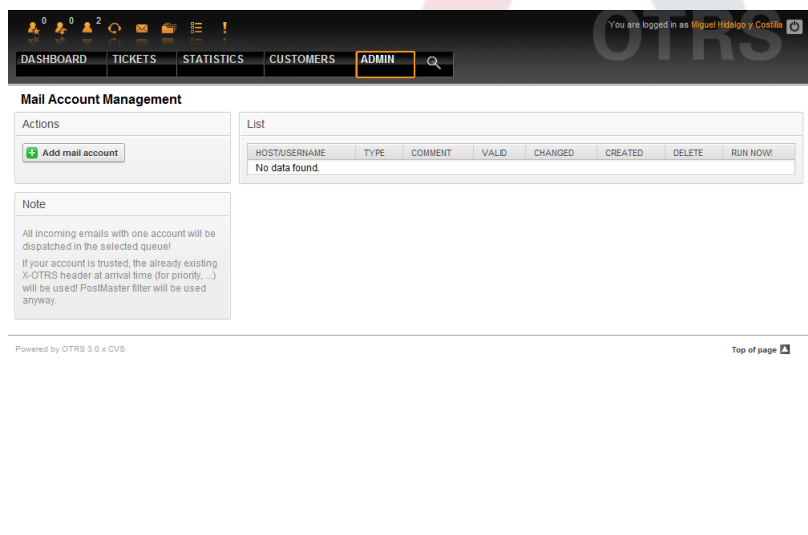 0 0 2
You are logged in as Miguel Hidalgo y Costilla
OTRS
DASHBOARD TICKETS STATISTICS CUSTOMERS ADMIN
Mail Account Management
Actions
Add mail account
List
HOST/USERNAME TYPE COMMENT VALID CHANGED CREATED DELETE RUN NOW!
No data found.
Note
All incoming emails with one account will be
dispatched in the selected queue!
If your account is trusted, the already existing
X-OTRS header at arrival time (for priority, ...)
will be used! PostMaster filter will be used
anyway.
Powered by OTRS 3.0.x CVS
Top of page